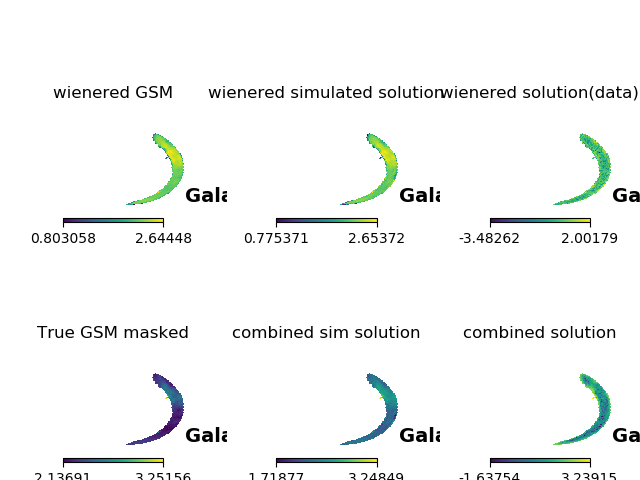 wienered GSM
wienered simulated solution
wienered solution(data)
Gala
Gala
Ga
0.803058 2.64448
0.775371 2.65372
-3.48262 2.00179
True GSM masked
combined sim solution
combined solution
Gala
Gala
Ga
2.13691 3.25156
1.71877 3.24849
-1.63754 3.23915